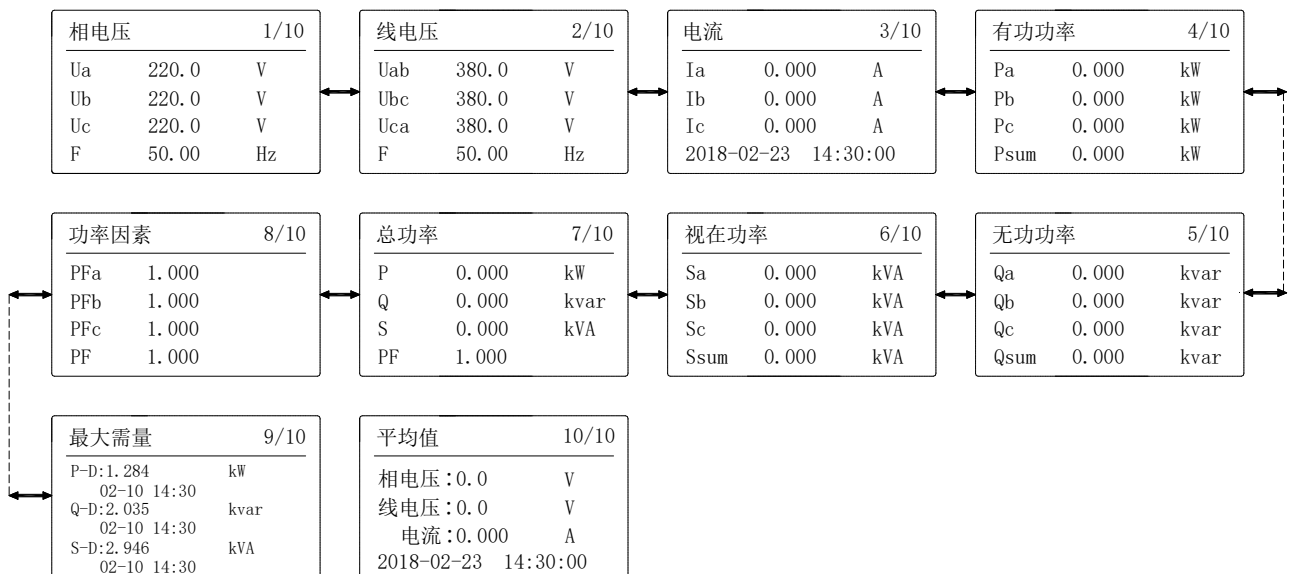 相电压 1/10
Ua 220.0 V
Ub 220.0 V
Uc 220.0 V
F 50.00 Hz
线电压 2/10
Uab 380.0 V
Ubc 380.0 V
Uca 380.0 V
F 50.00 Hz
电流 3/10
Ia 0.000 A
Ib 0.000 A
Ic 0.000 A
2018-02-23 14:30:00
有功功率 4/10
Pa 0.000 kW
Pb 0.000 kW
Pc 0.000 kW
Psum 0.000 kW
功率因素 8/10
PFa 1.000
PFb 1.000
PFc 1.000
PF 1.000
总功率 7/10
P 0.000 kW
Q 0.000 kvar
S 0.000 kVA
PF 1.000
视在功率 6/10
Sa 0.000 kVA
Sb 0.000 kVA
Sc 0.000 kVA
Ssum 0.000 kVA
无功功率 5/10
Qa 0.000 kvar
Qb 0.000 kvar
Qc 0.000 kvar
Qsum 0.000 kvar
最大需量 9/10
P-D:1.284 kW
02-10 14:30
Q-D:2.035 kvar
02-10 14:30
S-D:2.946 kVA
02-10 14:30
平均值 10/10
相电压:0.0 V
线电压:0.0 V
电流:0.000 A
2018-02-23 14:30:00